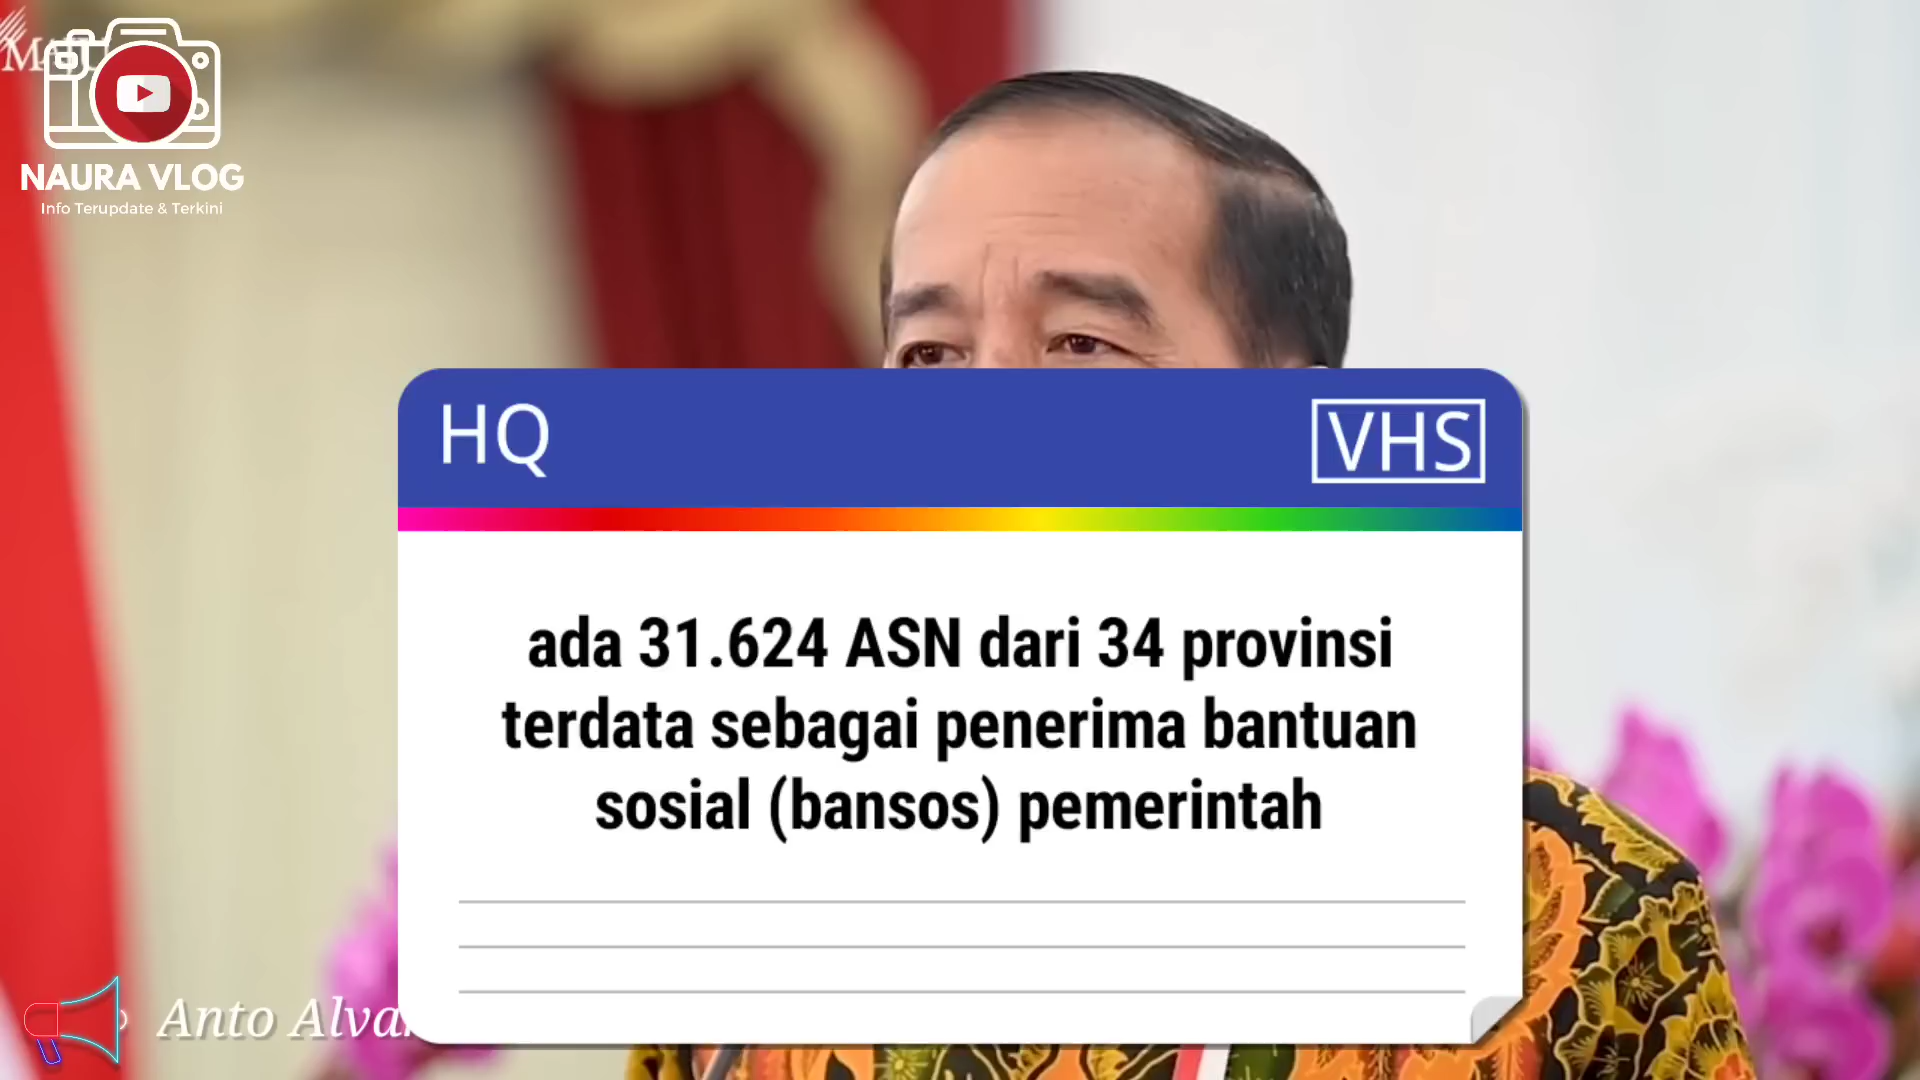 NAURA VLOG
Info Terupdate & Terkini
HQ
VHS
ada 31.624 ASN dari 34 provinsi
terdata sebagai penerima bantuan
sosial (bansos) pemerintah
Anto